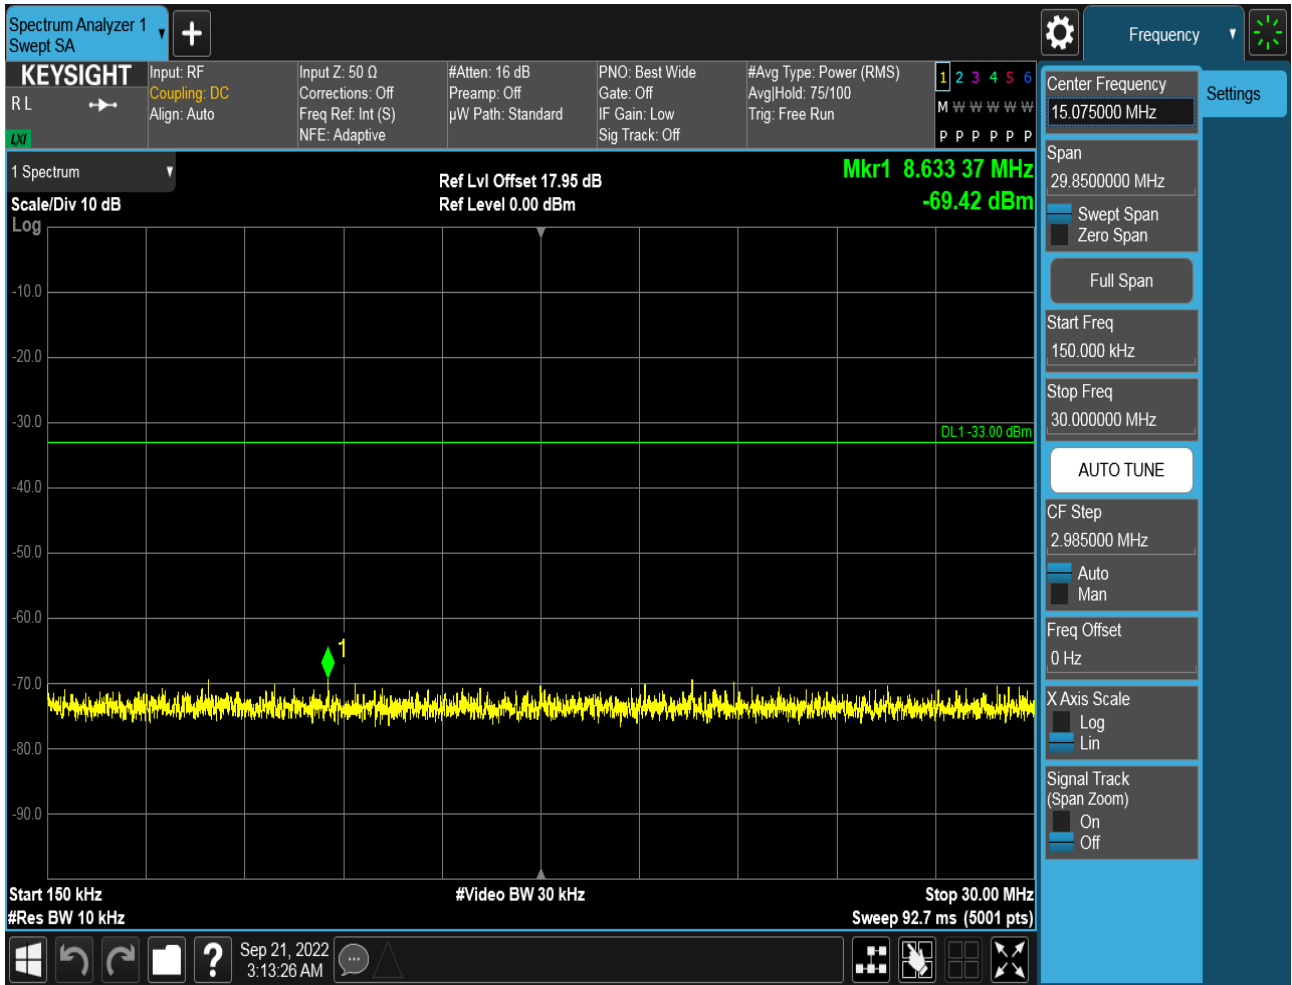 Spectrum Analyzer 1
Swept SA
+
Frequency
KEYSIGHT
R L
LXI
Input: RF
Coupling: DC
Align: Auto
Input Z: 50 Ω
Corrections: Off
Freq Ref: Int (S)
NFE: Adaptive
#Atten: 16 dB
Preamp: Off
µW Path: Standard
PNO: Best Wide
Gate: Off
IF Gain: Low
Sig Track: Off
#Avg Type: Power (RMS)
Avg|Hold: 75/100
Trig: Free Run
1 2 3 4 5 6
M W W W W W
P P P P P P
1 Spectrum
Scale/Div 10 dB
Log
Ref Lvl Offset 17.95 dB
Ref Level 0.00 dBm
Mkr1 8.633 37 MHz
-69.42 dBm
-10.0
-20.0
-30.0
DL1 -33.00 dBm
-40.0
-50.0
-60.0
1
-70.0
-80.0
-90.0
Start 150 kHz
#Res BW 10 kHz
#Video BW 30 kHz
Stop 30.00 MHz
Sweep 92.7 ms (5001 pts)
Center Frequency
15.075000 MHz
Settings
Span
29.8500000 MHz
Swept Span
Zero Span
Full Span
Start Freq
150.000 kHz
Stop Freq
30.000000 MHz
AUTO TUNE
CF Step
2.985000 MHz
Auto
Man
Freq Offset
0 Hz
X Axis Scale
Log
Lin
Signal Track
(Span Zoom)
On
Off
?
Sep 21, 2022
3:13:26 AM